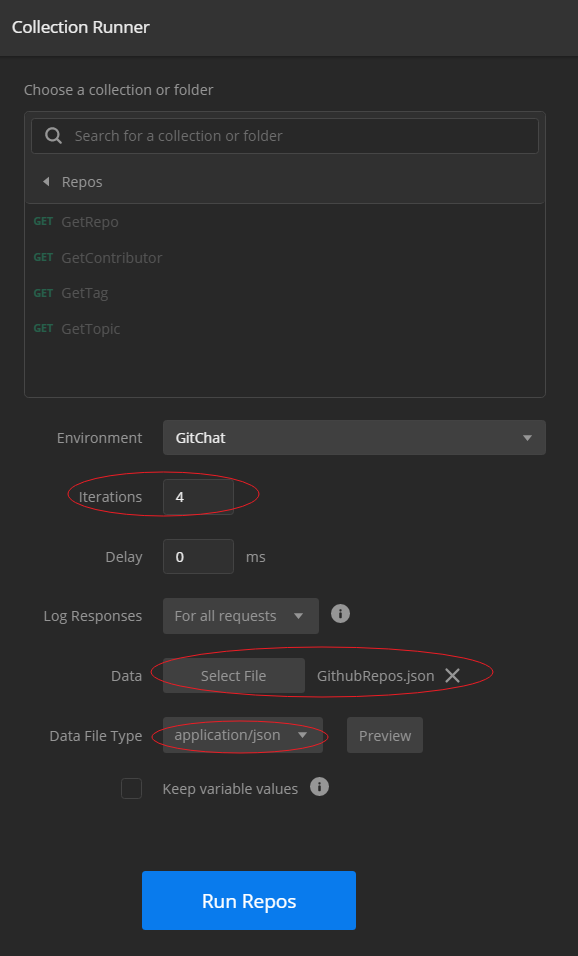 Collection Runner
Choose a collection or folder
Search for a collection or folder
Repos
GET GetRepo
GET GetContributor
GET GetTag
GET GetTopic
Environment GitChat
Iterations 4
Delay 0 ms
Log Responses For all requests
Data Select File GithubRepos.json
Data File Type application/json Preview
Keep variable values
Run Repos